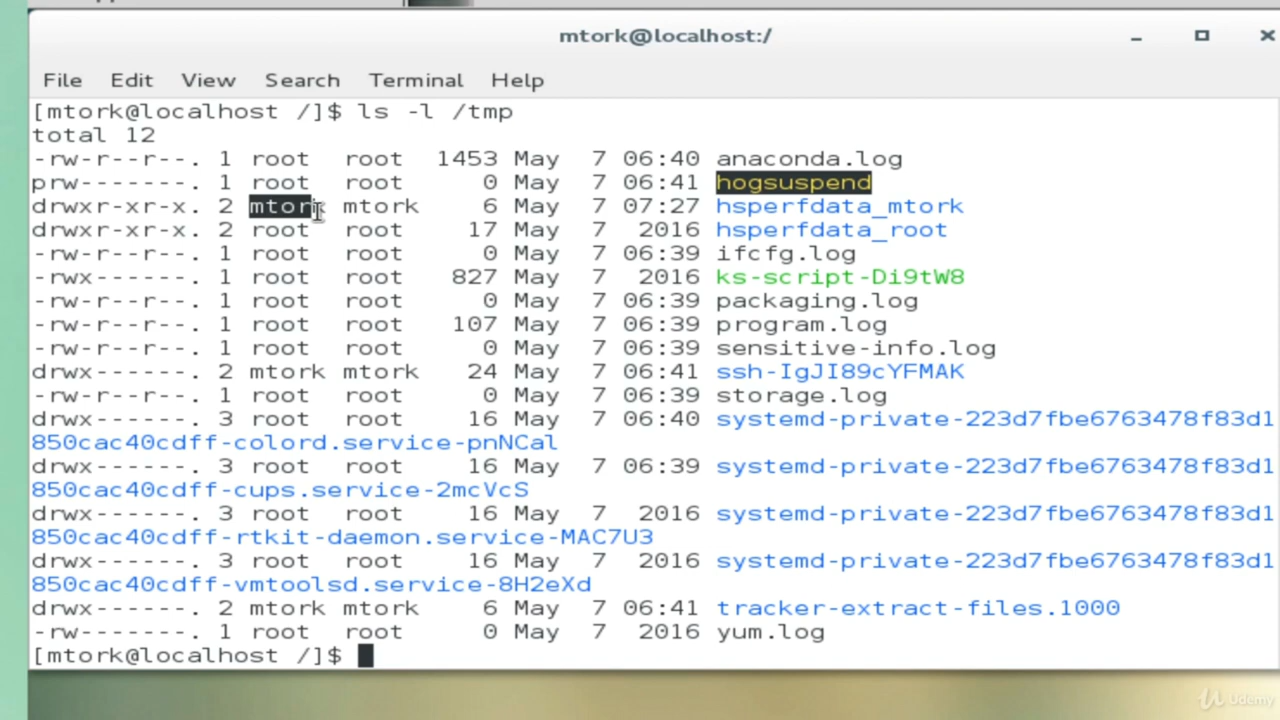 mtork@localhost:/
File Edit View Search Terminal Help
[mtork@localhost /]$ ls -l /tmp
total 12
-rw-r--r--. 1 root root 1453 May 7 06:40 anaconda.log
prw-------. 1 root root 0 May 7 06:41 hogsuspend
drwxr-xr-x. 2 mtork mtork 6 May 7 07:27 hsperfdata_mtork
drwxr-xr-x. 2 root root 17 May 7 2016 hsperfdata_root
-rw-r--r--. 1 root root 0 May 7 06:39 ifcfg.log
-rwx------. 1 root root 827 May 7 2016 ks-script-Di9tW8
-rw-r--r--. 1 root root 0 May 7 06:39 packaging.log
-rw-r--r--. 1 root root 107 May 7 06:39 program.log
-rw-r--r--. 1 root root 0 May 7 06:39 sensitive-info.log
drwx------. 2 mtork mtork 24 May 7 06:41 ssh-IgJI89cYFMAK
-rw-r--r--. 1 root root 0 May 7 06:39 storage.log
drwx------. 3 root root 16 May 7 06:40 systemd-private-223d7fbe6763478f83d1
850cac40cdff-colord.service-pnNCal
drwx------. 3 root root 16 May 7 06:39 systemd-private-223d7fbe6763478f83d1
850cac40cdff-cups.service-2mcVcS
drwx------. 3 root root 16 May 7 2016 systemd-private-223d7fbe6763478f83d1
850cac40cdff-rtkit-daemon.service-MAC7U3
drwx------. 3 root root 16 May 7 2016 systemd-private-223d7fbe6763478f83d1
850cac40cdff-vmtoolsd.service-8H2eXd
drwx------. 2 mtork mtork 6 May 7 06:41 tracker-extract-files.1000
-rw-------. 1 root root 0 May 7 2016 yum.log
[mtork@localhost /]$
Udemy